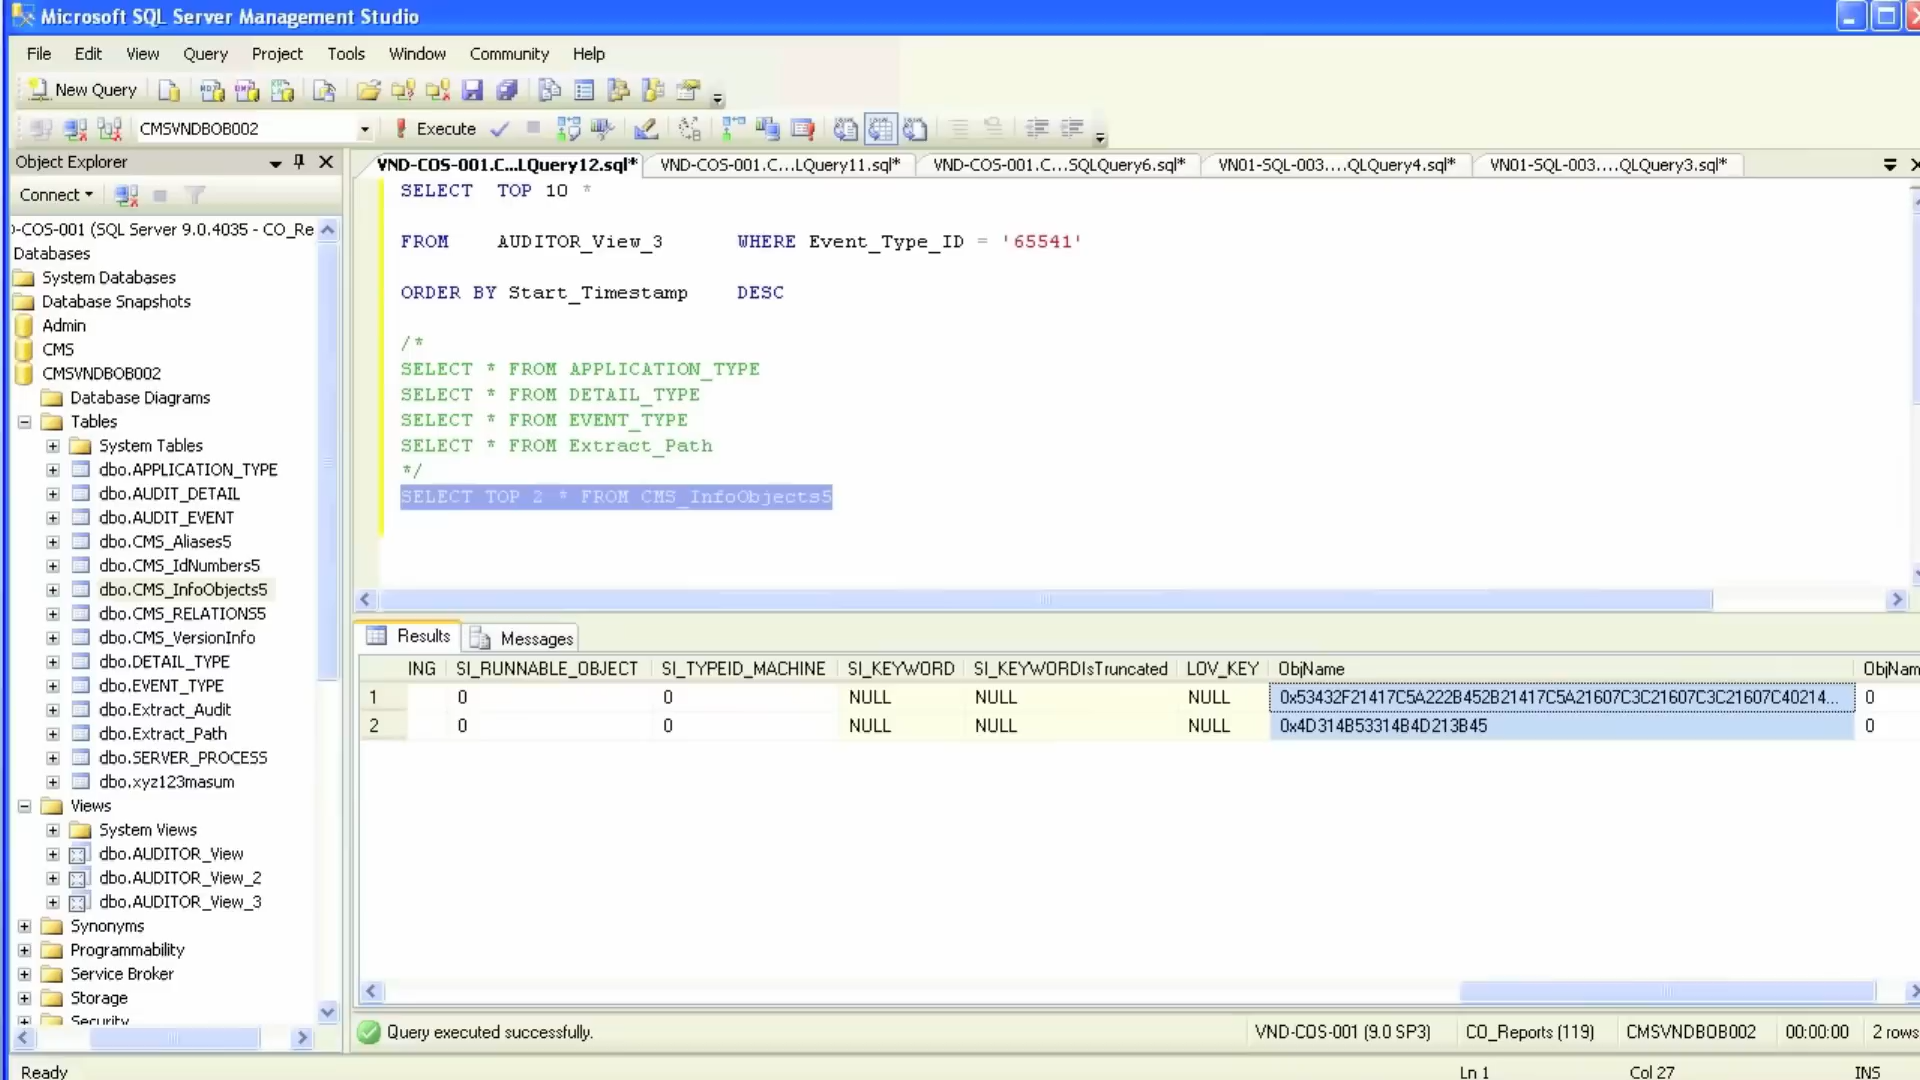 Microsoft SQL Server Management Studio
File Edit View Query Project Tools Window Community Help
New Query
CMSVNDBOB002 Execute
Object Explorer
Connect
-COS-001 (SQL Server 9.0.4035 - CO_Re
Databases
System Databases
Database Snapshots
Admin
CMS
CMSVNDBOB002
Database Diagrams
Tables
System Tables
dbo.APPLICATION_TYPE
dbo.AUDIT_DETAIL
dbo.AUDIT_EVENT
dbo.CMS_Aliases5
dbo.CMS_IdNumbers5
dbo.CMS_InfoObjects5
dbo.CMS_RELATIONS5
dbo.CMS_VersionInfo
dbo.DETAIL_TYPE
dbo.EVENT_TYPE
dbo.Extract_Audit
dbo.Extract_Path
dbo.SERVER_PROCESS
dbo.xyz123masum
Views
System Views
dbo.AUDITOR_View
dbo.AUDITOR_View_2
dbo.AUDITOR_View_3
Synonyms
Programmability
Service Broker
Storage
Security
VND-COS-001.C...LQuery12.sql* VND-COS-001.C...LQuery11.sql* VND-COS-001.C...SQLQuery6.sql* VN01-SQL-003....QLQuery4.sql* VN01-SQL-003....QLQuery3.sql*
SELECT TOP 10 *
FROM AUDITOR_View_3 WHERE Event_Type_ID = '65541'
ORDER BY Start_Timestamp DESC
/*
SELECT * FROM APPLICATION_TYPE
SELECT * FROM DETAIL_TYPE
SELECT * FROM EVENT_TYPE
SELECT * FROM Extract_Path
*/
SELECT TOP 2 * FROM CMS_InfoObjects5
Results Messages
ING SI_RUNNABLE_OBJECT SI_TYPEID_MACHINE SI_KEYWORD SI_KEYWORDIsTruncated LOV_KEY ObjName ObjNam
1 0 0 NULL NULL NULL 0x53432F21417C5A222B452B21417C5A21607C3C21607C3C21607C40214... 0
2 0 0 NULL NULL NULL 0x4D314B53314B4D213B45 0
Query executed successfully. VND-COS-001 (9.0 SP3) CO_Reports (119) CMSVNDBOB002 00:00:00 2 rows
Ready Ln 1 Col 27 INS